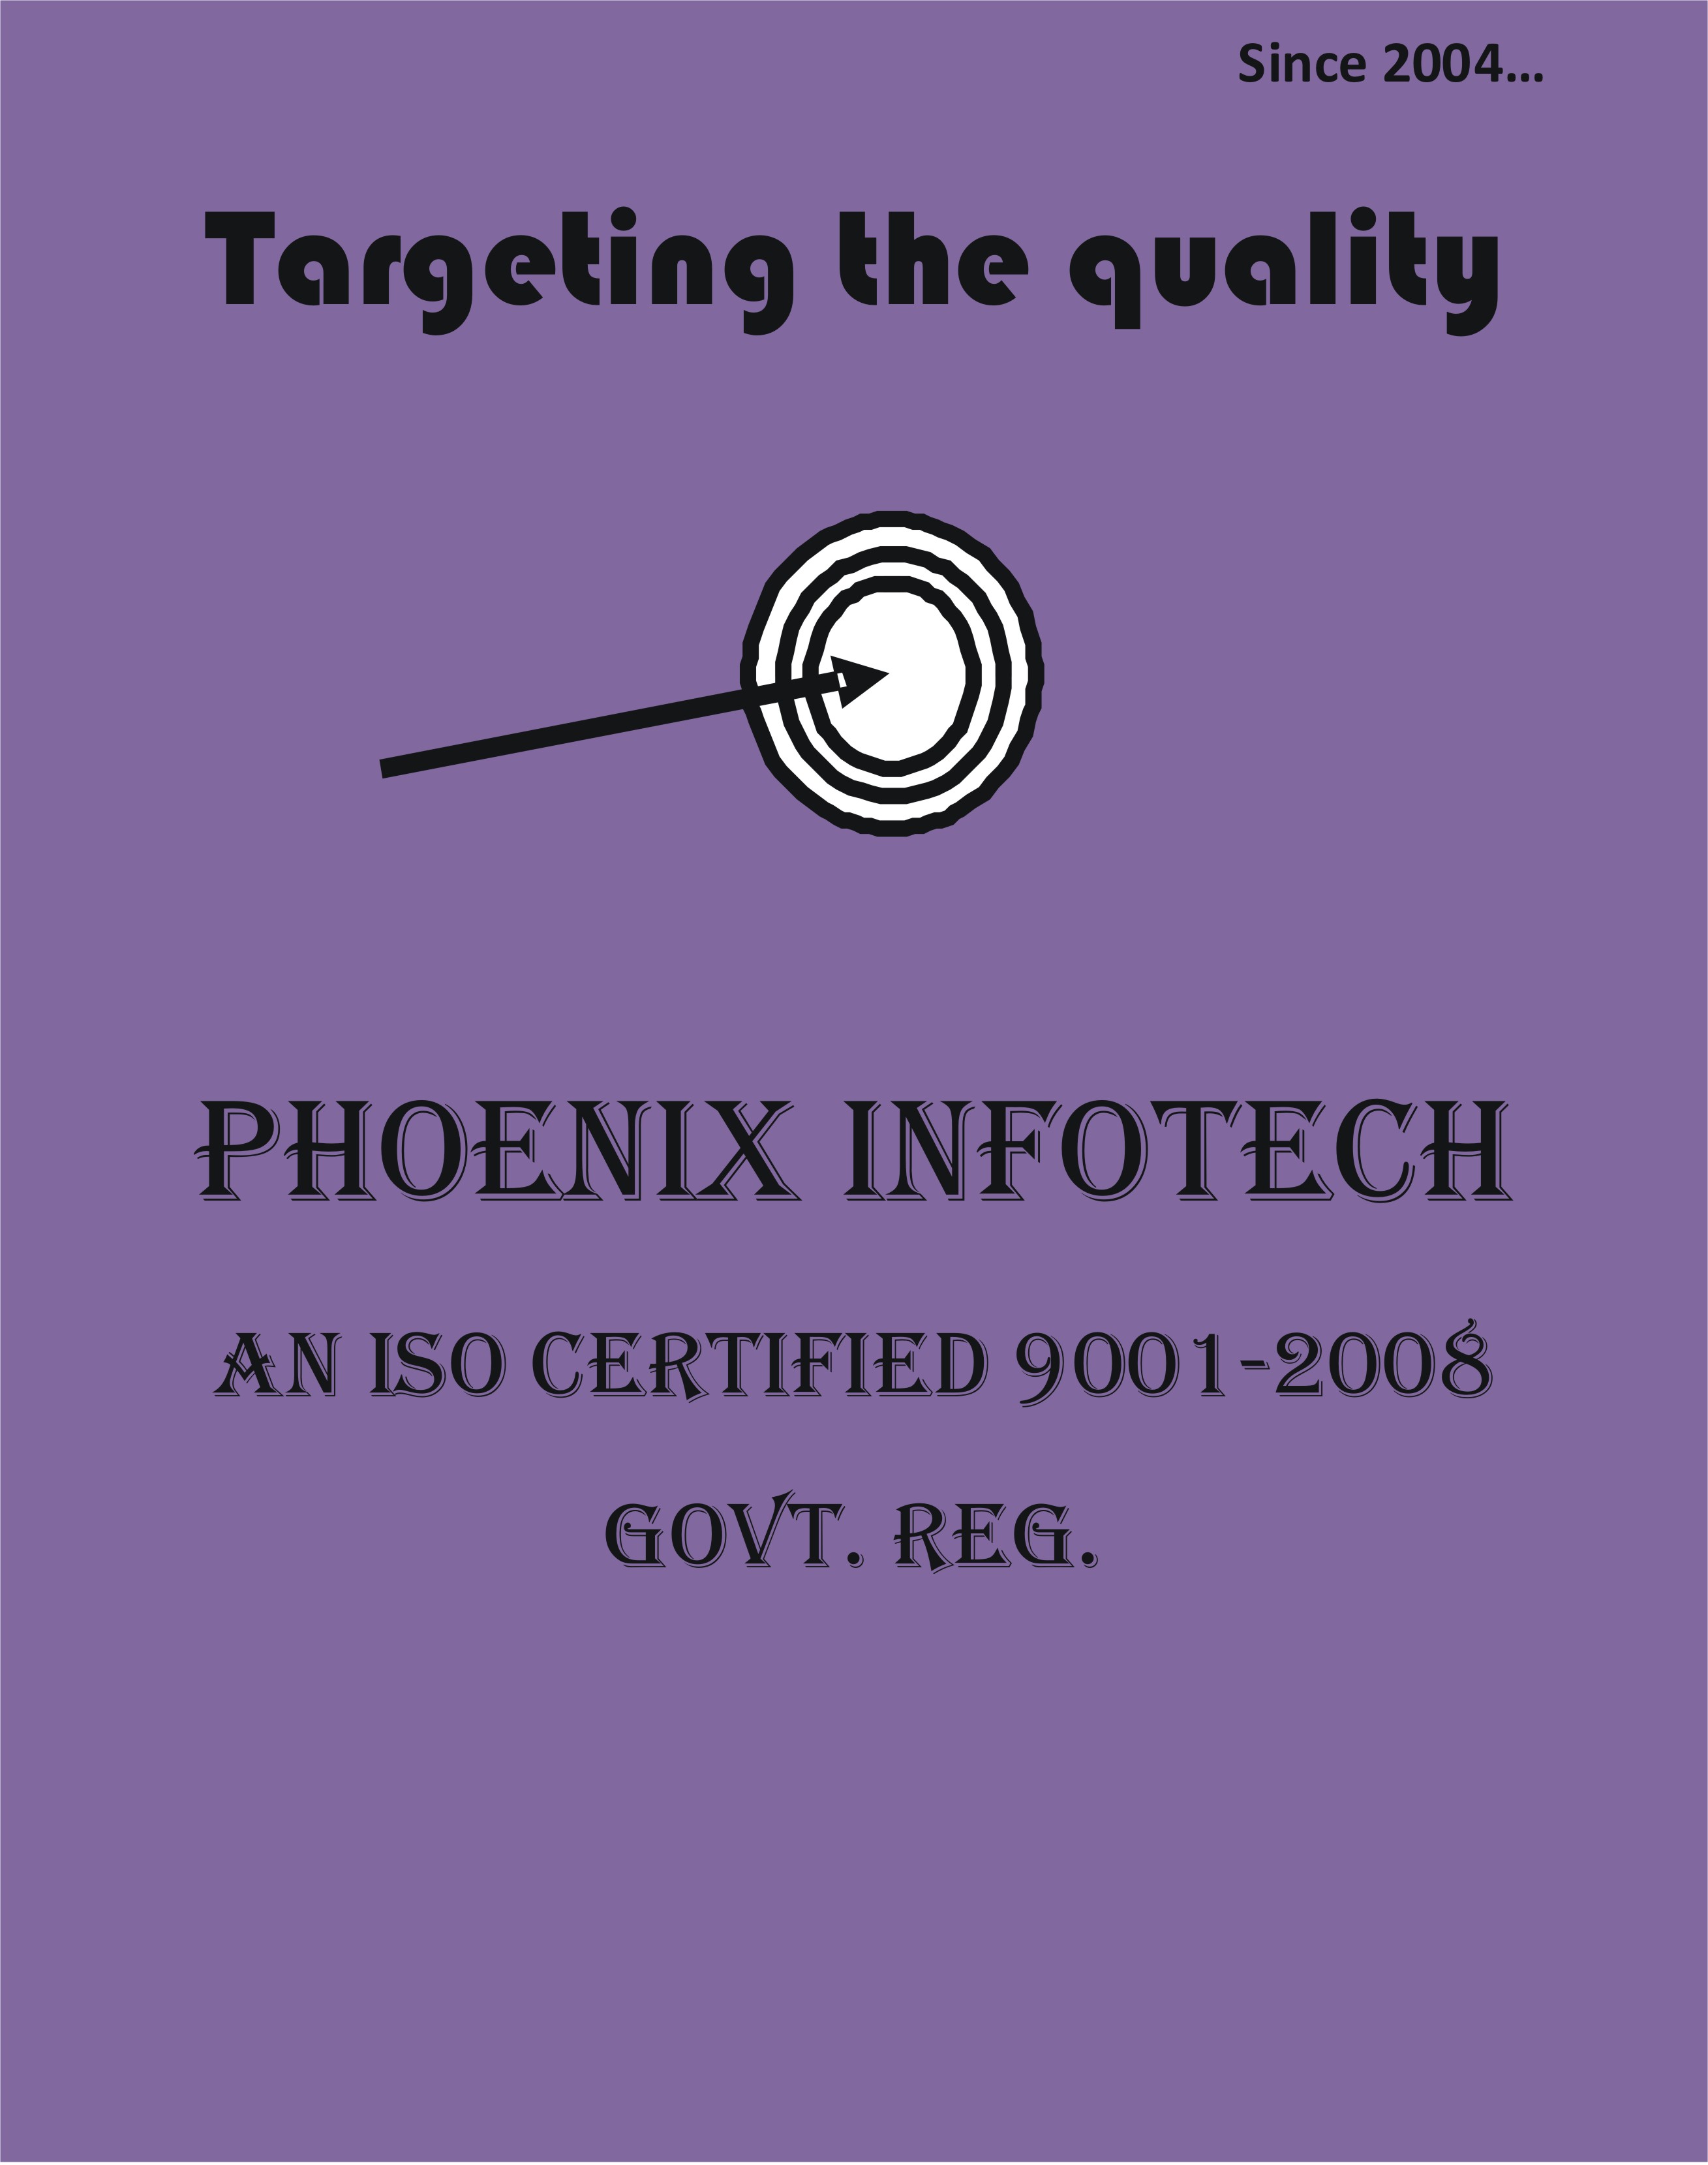 Since 2004...
Targeting the quality
PHOENIX INFOTECH
AN ISO CERTIFIED 9001-2008
GOVT. REG.